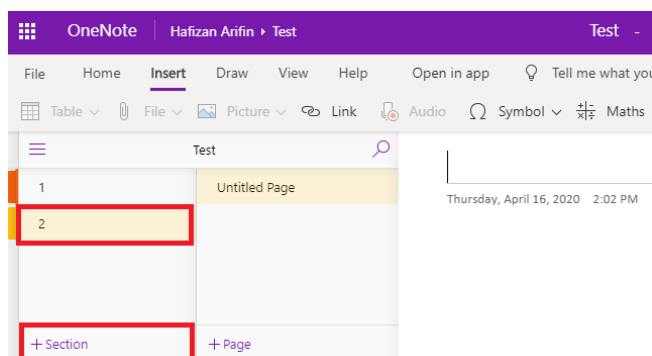 OneNote Hafizan Arifin ▸ Test Test -
File Home Insert Draw View Help Open in app Tell me what you
Table File Picture Link Audio Symbol Maths
Test
1 Untitled Page
2
Thursday, April 16, 2020 2:02 PM
+ Section + Page